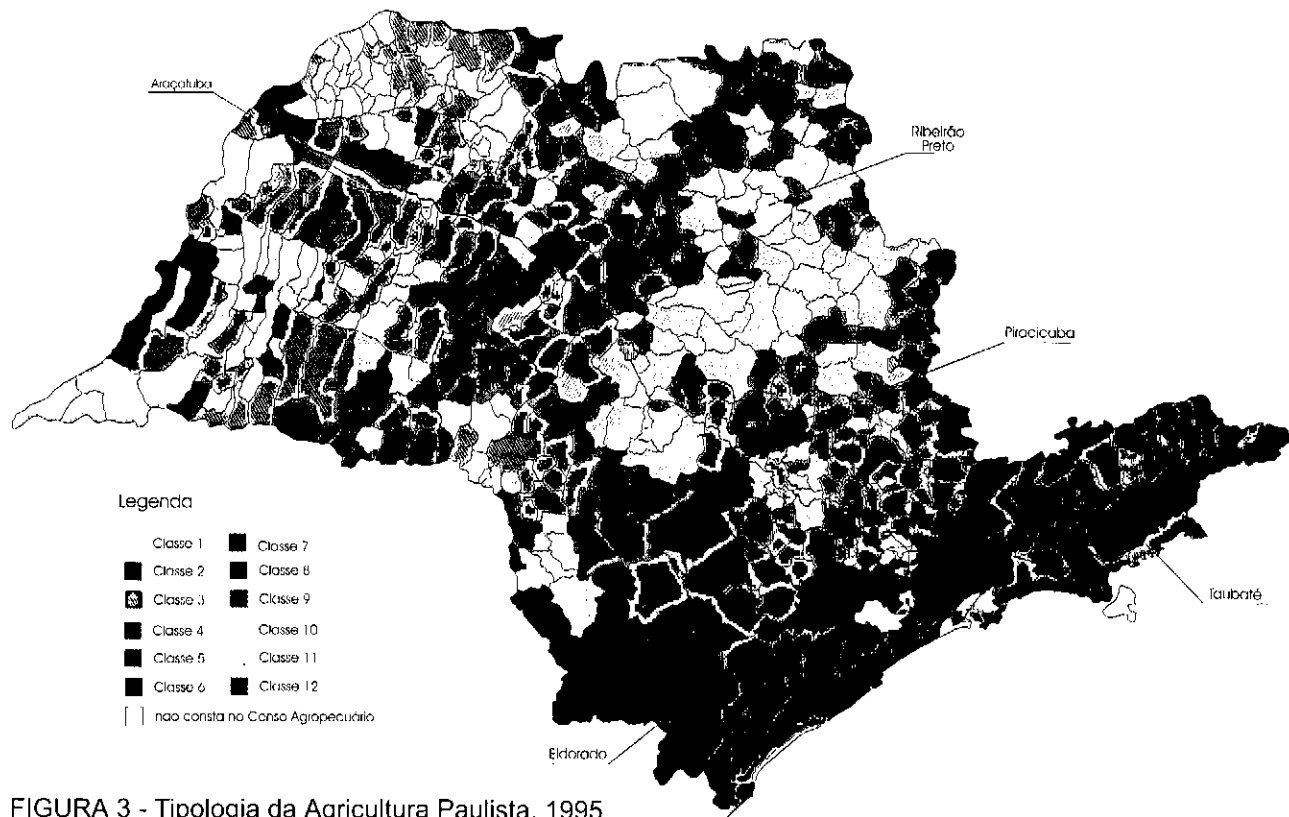 Araçatuba
Ribeirão
Preto
Piracicaba
Taubaté
Eldorado
Legenda
Classe 1
Classe 7
Classe 2
Classe 8
Classe 3
Classe 9
Classe 4
Classe 10
Classe 5
Classe 11
Classe 6
Classe 12
nao consta no Censo Agropecuário
FIGURA 3 - Tipologia da Agricultura Paulista, 1995